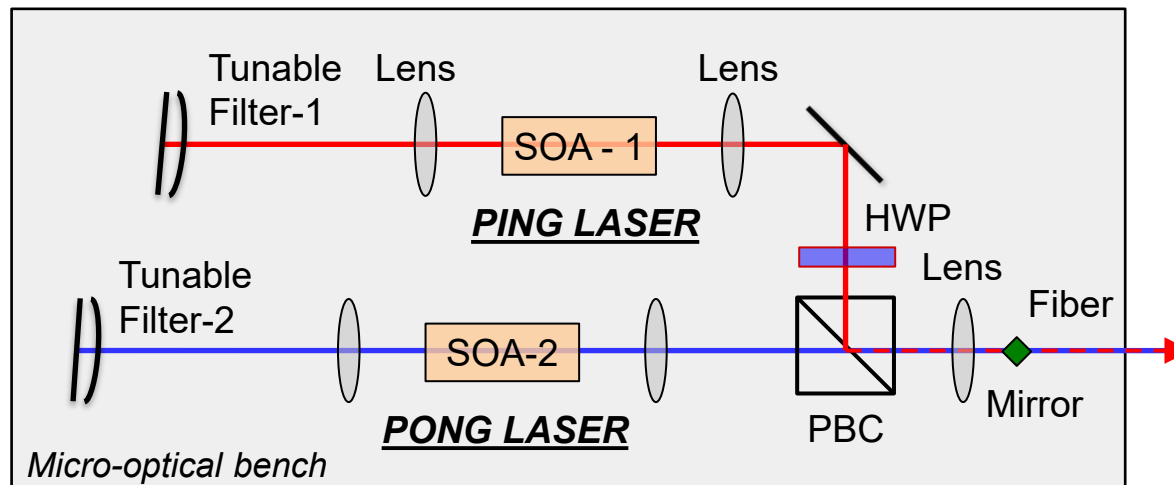 Tunable
Filter-1
Lens
Lens
SOA - 1
PING LASER
HWP
Tunable
Filter-2
Lens
Fiber
SOA-2
Mirror
PONG LASER
PBC
Micro-optical bench